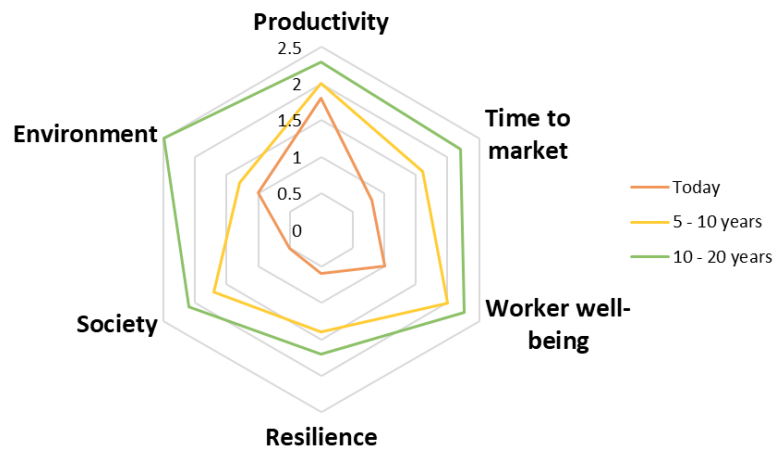 Productivity
2.5
2
1.5
1
0.5
0
Environment
Time to
market
Today
5 - 10 years
10 - 20 years
Society
Worker well-
being
Resilience